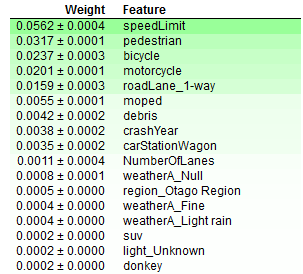 Weight Feature
0.0562 ± 0.0004 speedLimit
0.0317 ± 0.0001 pedestrian
0.0237 ± 0.0003 bicycle
0.0201 ± 0.0001 motorcycle
0.0159 ± 0.0003 roadLane_1-way
0.0055 ± 0.0001 moped
0.0042 ± 0.0002 debris
0.0038 ± 0.0002 crashYear
0.0035 ± 0.0002 carStationWagon
0.0011 ± 0.0004 NumberOfLanes
0.0008 ± 0.0001 weatherA_Null
0.0005 ± 0.0000 region_Otago Region
0.0004 ± 0.0000 weatherA_Fine
0.0004 ± 0.0000 weatherA_Light rain
0.0002 ± 0.0000 suv
0.0002 ± 0.0000 light_Unknown
0.0002 ± 0.0000 donkey